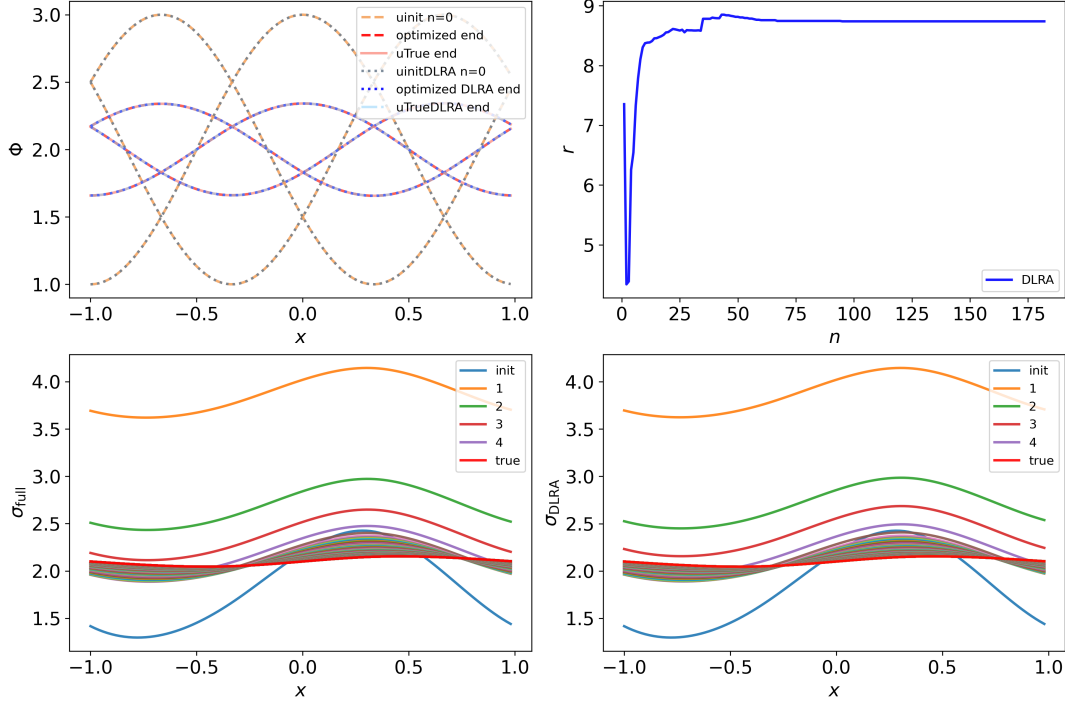 3.0
2.5
2.0
1.5
1.0
Φ
uinit n=0
optimized end
uTrue end
uinitDLRA n=0
optimized DLRA end
uTrueDLRA end
−1.0 −0.5 0.0 0.5 1.0
x
9
8
7
6
5
r
DLRA
0 25 50 75 100 125 150 175
n
4.0
3.5
3.0
2.5
2.0
1.5
σfull
init
1
2
3
4
true
−1.0 −0.5 0.0 0.5 1.0
x
4.0
3.5
3.0
2.5
2.0
1.5
σDLRA
init
1
2
3
4
true
−1.0 −0.5 0.0 0.5 1.0
x